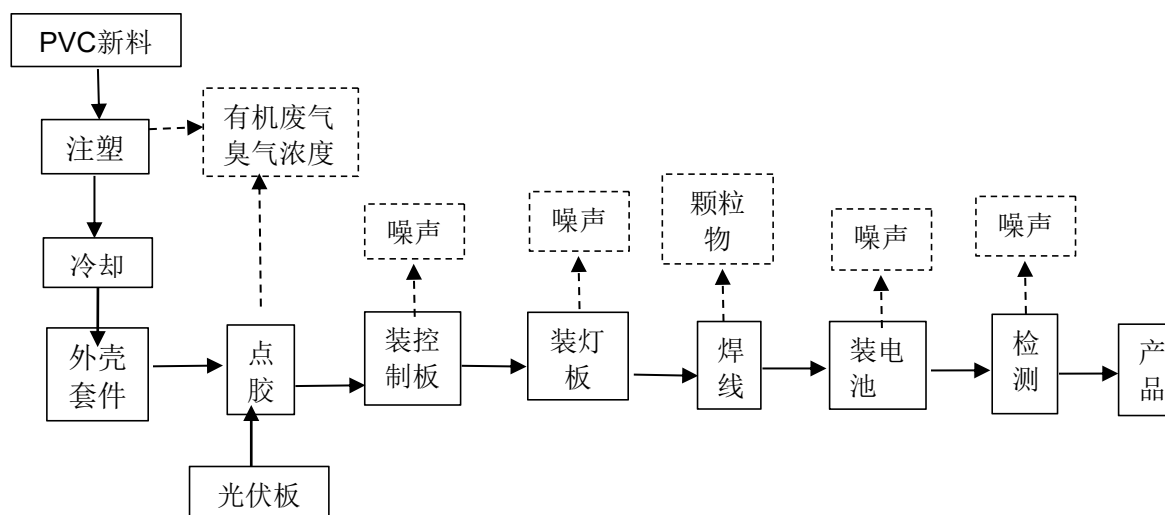 PVC新料
注塑
有机废气
臭气浓度
冷却
噪声
噪声
颗粒
物
噪声
噪声
外壳
套件
点
胶
装控
制板
装灯
板
焊
线
装电
池
检
测
产
品
光伏板